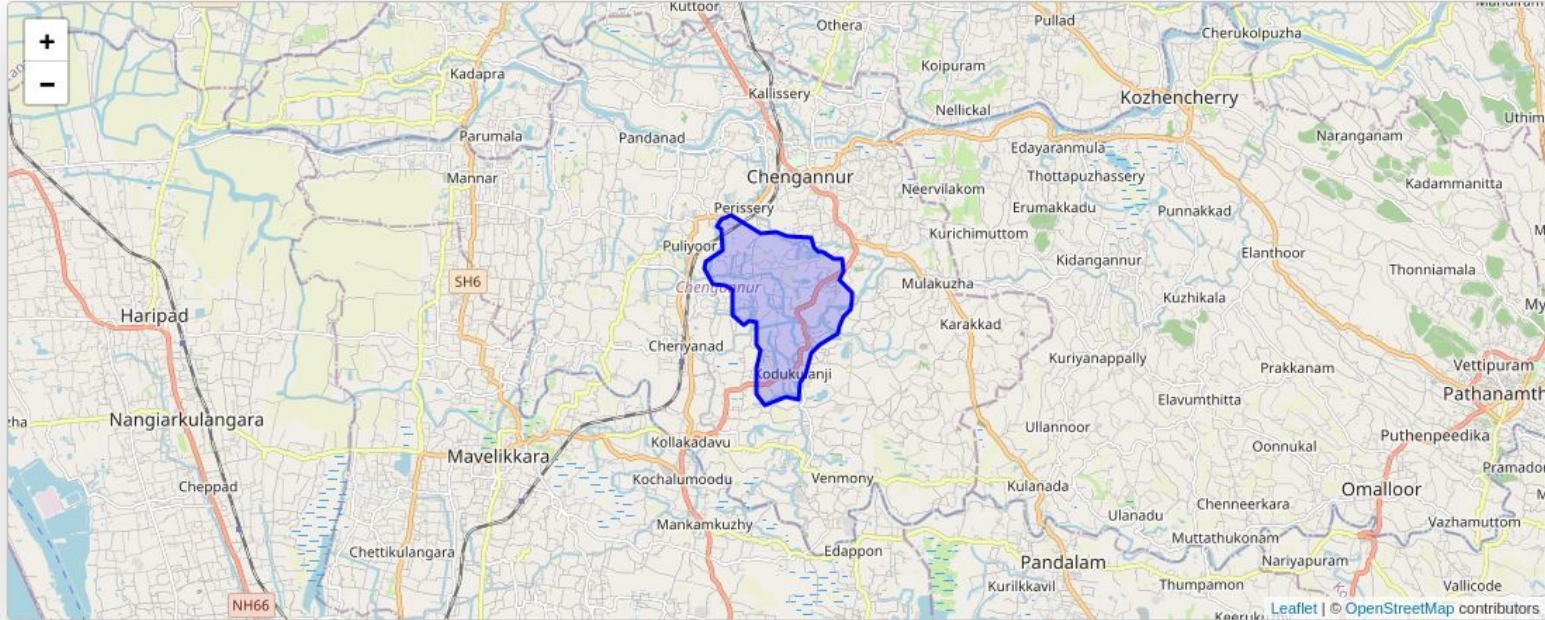 +
−
Kuttoor
Othera
Pullad
Cherukolpuzha
Koipuram
Kadapra
Kallissery
Kozhencherry
Nellickal
Uthim
Parumala
Pandanad
Naranganam
Edayaranmula
Mannar
Chengannur
Thottapuzhassery
Neervilakom
Kadammanitta
Perissery
Erumakkadu
Punnakkad
Kurichimuttom
Puliyoor
Elanthoor
Kidangannur
Thonniamala
SH6
Chengannur
Mulakuzha
Kuzhikala
My
Haripad
Karakkad
Cheriyanad
Kuriyanappally
Vettipuram
Kodukulanji
Prakkanam
Pathanamth
Elavumthitta
zha
Nangiarkulangara
Ullannoor
Kollakadavu
Puthenpeedika
Oonnukal
Mavelikkara
Pramado
Kochalumoodu
Venmony
Cheppad
Kulanada
Omalloor
Chenneerkara
Ulanadu
Mankamkuzhy
Vazhamuttom
Muttathukonam
Chettikulangara
Edappon
Pandalam
Nariyapuram
Kurilkkavil
Thumpamon
Vallicode
NH66
Leaflet | © OpenStreetMap contributors